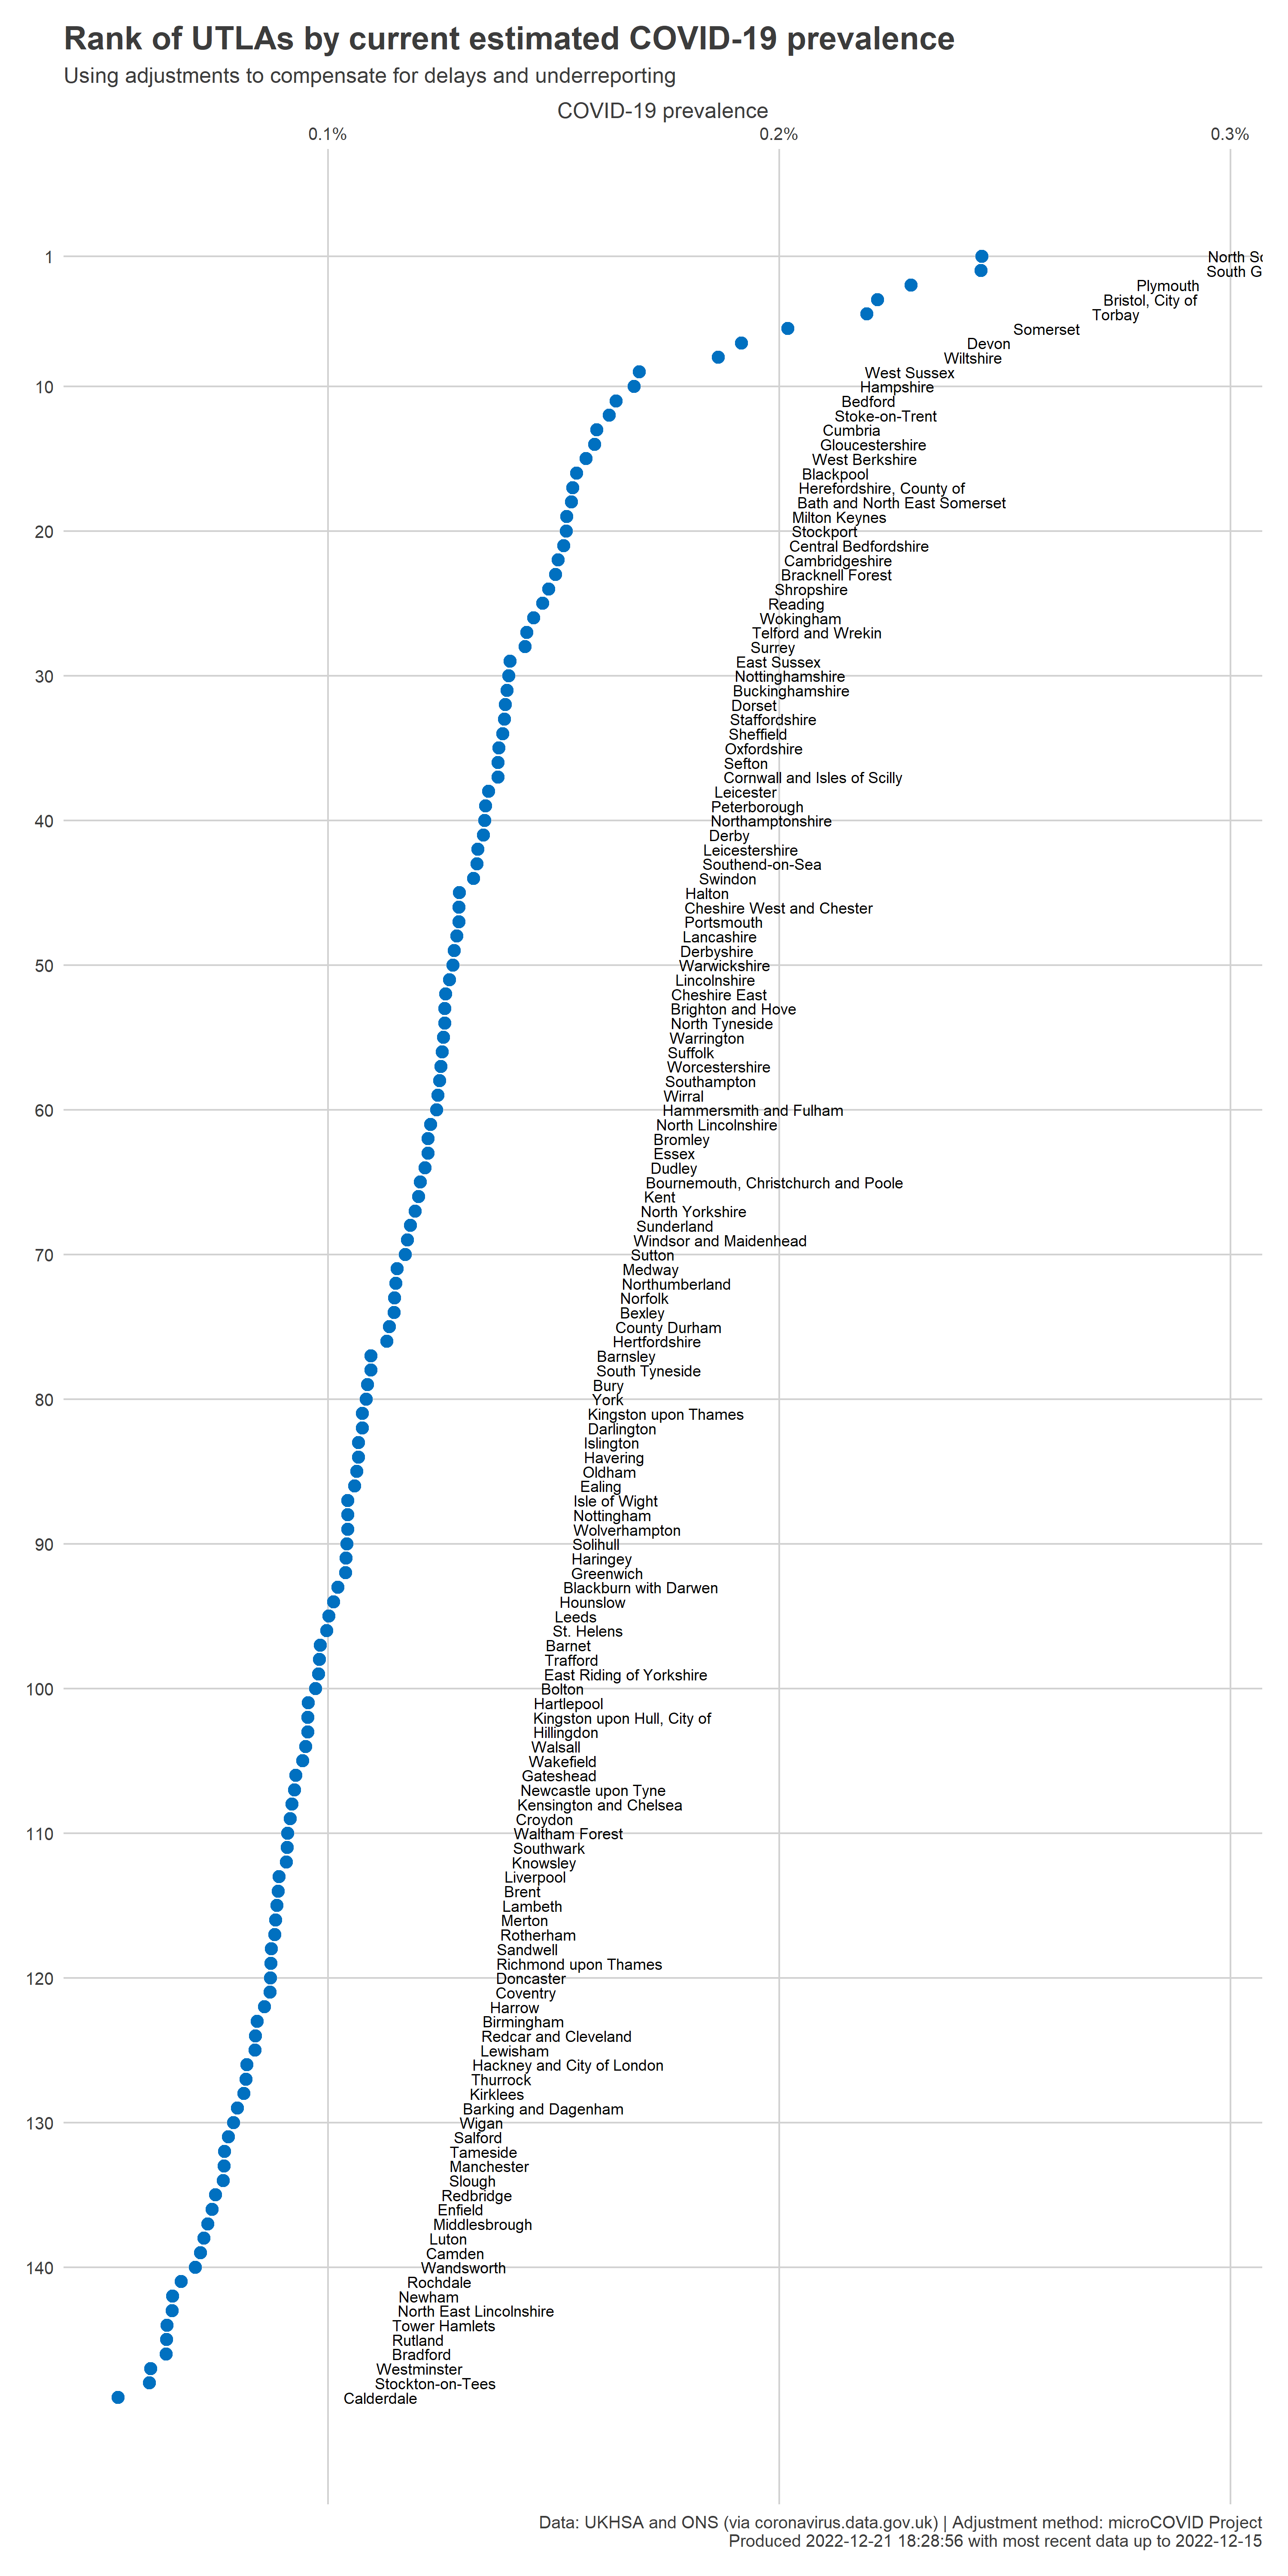 Rank of UTLAs by current estimated COVID-19 prevalence
Using adjustments to compensate for delays and underreporting
COVID-19 prevalence
0.1% 0.2% 0.3%
1 North So
South G
Plymouth
Bristol, City of
Torbay
Somerset
Devon
Wiltshire
West Sussex
10 Hampshire
Bedford
Stoke-on-Trent
Cumbria
Gloucestershire
West Berkshire
Blackpool
Herefordshire, County of
Bath and North East Somerset
Milton Keynes
20 Stockport
Central Bedfordshire
Cambridgeshire
Bracknell Forest
Shropshire
Reading
Wokingham
Telford and Wrekin
Surrey
East Sussex
30 Nottinghamshire
Buckinghamshire
Dorset
Staffordshire
Sheffield
Oxfordshire
Sefton
Cornwall and Isles of Scilly
Leicester
Peterborough
40 Northamptonshire
Derby
Leicestershire
Southend-on-Sea
Swindon
Halton
Cheshire West and Chester
Portsmouth
Lancashire
Derbyshire
50 Warwickshire
Lincolnshire
Cheshire East
Brighton and Hove
North Tyneside
Warrington
Suffolk
Worcestershire
Southampton
Wirral
60 Hammersmith and Fulham
North Lincolnshire
Bromley
Essex
Dudley
Bournemouth, Christchurch and Poole
Kent
North Yorkshire
Sunderland
Windsor and Maidenhead
70 Sutton
Medway
Northumberland
Norfolk
Bexley
County Durham
Hertfordshire
Barnsley
South Tyneside
Bury
80 York
Kingston upon Thames
Darlington
Islington
Havering
Oldham
Ealing
Isle of Wight
Nottingham
Wolverhampton
90 Solihull
Haringey
Greenwich
Blackburn with Darwen
Hounslow
Leeds
St. Helens
Barnet
Trafford
East Riding of Yorkshire
100 Bolton
Hartlepool
Kingston upon Hull, City of
Hillingdon
Walsall
Wakefield
Gateshead
Newcastle upon Tyne
Kensington and Chelsea
Croydon
110 Waltham Forest
Southwark
Knowsley
Liverpool
Brent
Lambeth
Merton
Rotherham
Sandwell
Richmond upon Thames
120 Doncaster
Coventry
Harrow
Birmingham
Redcar and Cleveland
Lewisham
Hackney and City of London
Thurrock
Kirklees
Barking and Dagenham
130 Wigan
Salford
Tameside
Manchester
Slough
Redbridge
Enfield
Middlesbrough
Luton
Camden
140 Wandsworth
Rochdale
Newham
North East Lincolnshire
Tower Hamlets
Rutland
Bradford
Westminster
Stockton-on-Tees
Calderdale
Data: UKHSA and ONS (via coronavirus.data.gov.uk) | Adjustment method: microCOVID Project
Produced 2022-12-21 18:28:56 with most recent data up to 2022-12-15